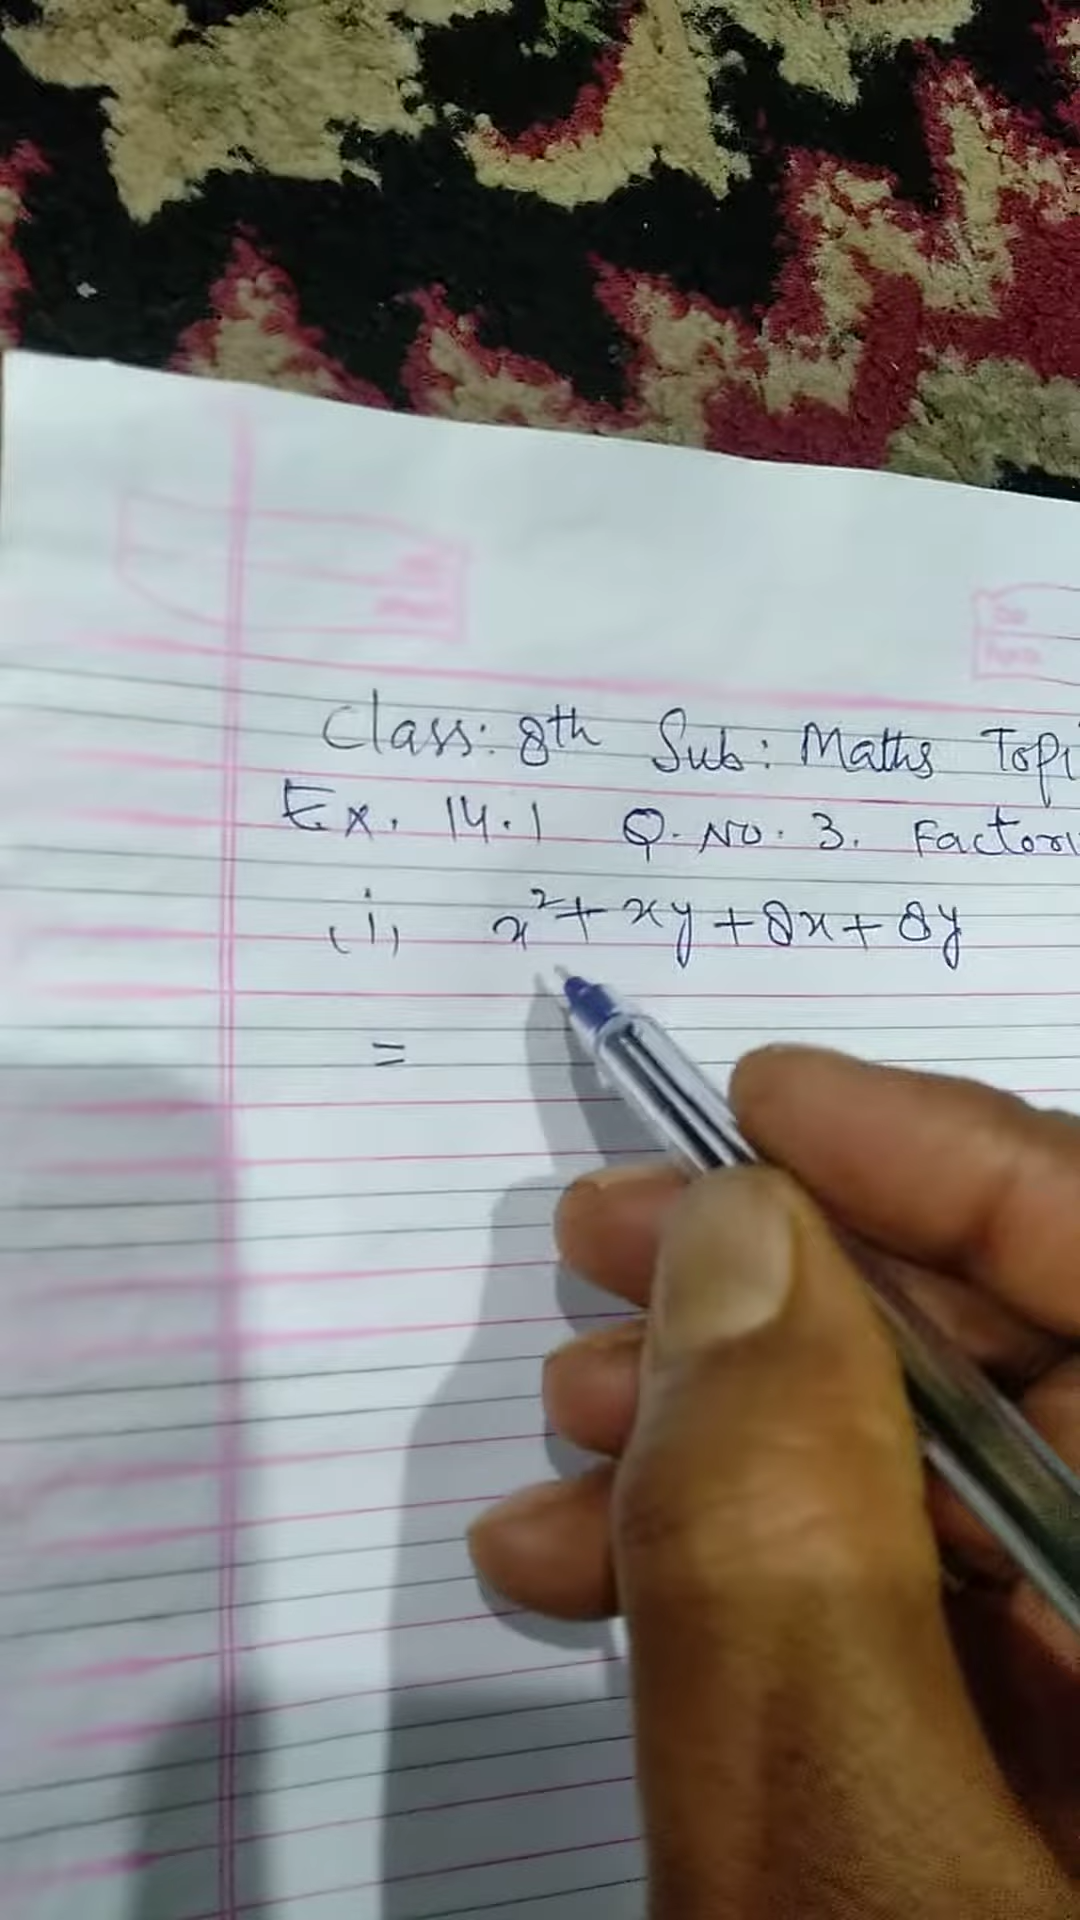 Class: 8th Sub: Maths
Ex. 14.1 Q. No. 3.
(i) x²+xy+8x+8y
=